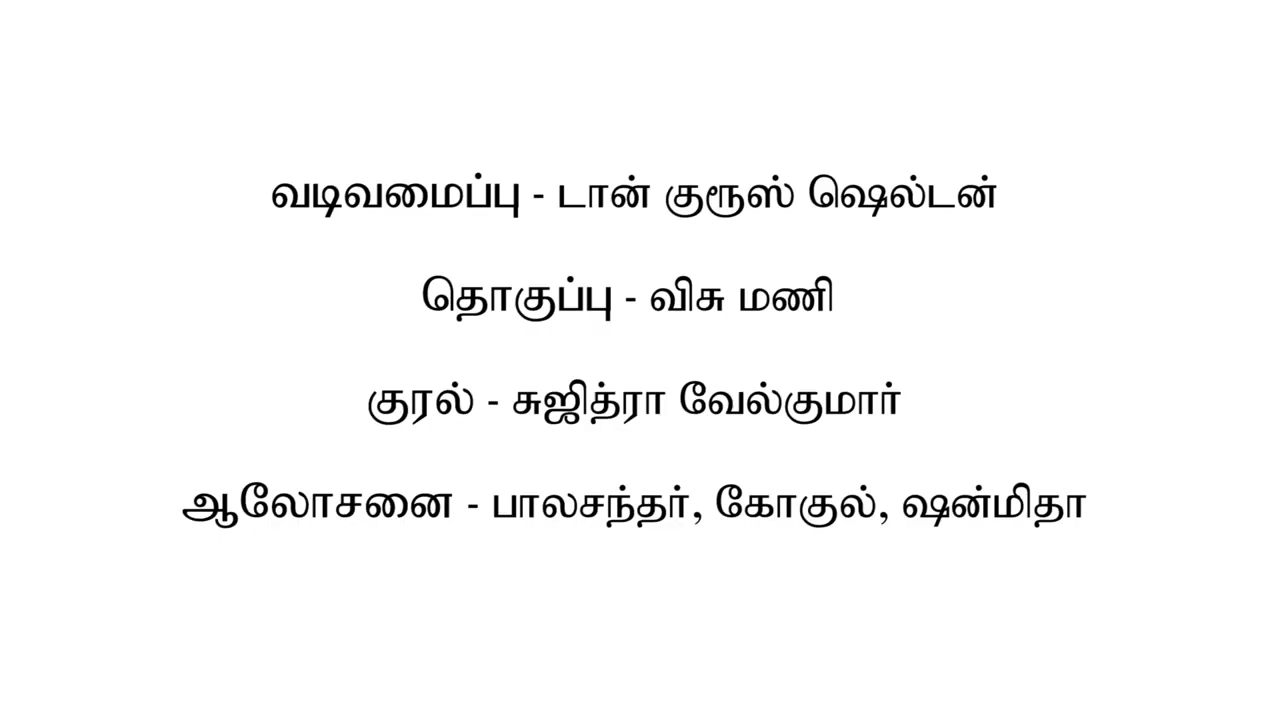 வடிவமைப்பு - டான் குரூஸ் ஷெல்டன்
தொகுப்பு - விசு மணி
குரல் - சுஜித்ரா வேல்குமார்
ஆலோசனை - பாலசந்தர், கோகுல், ஷன்மிதா